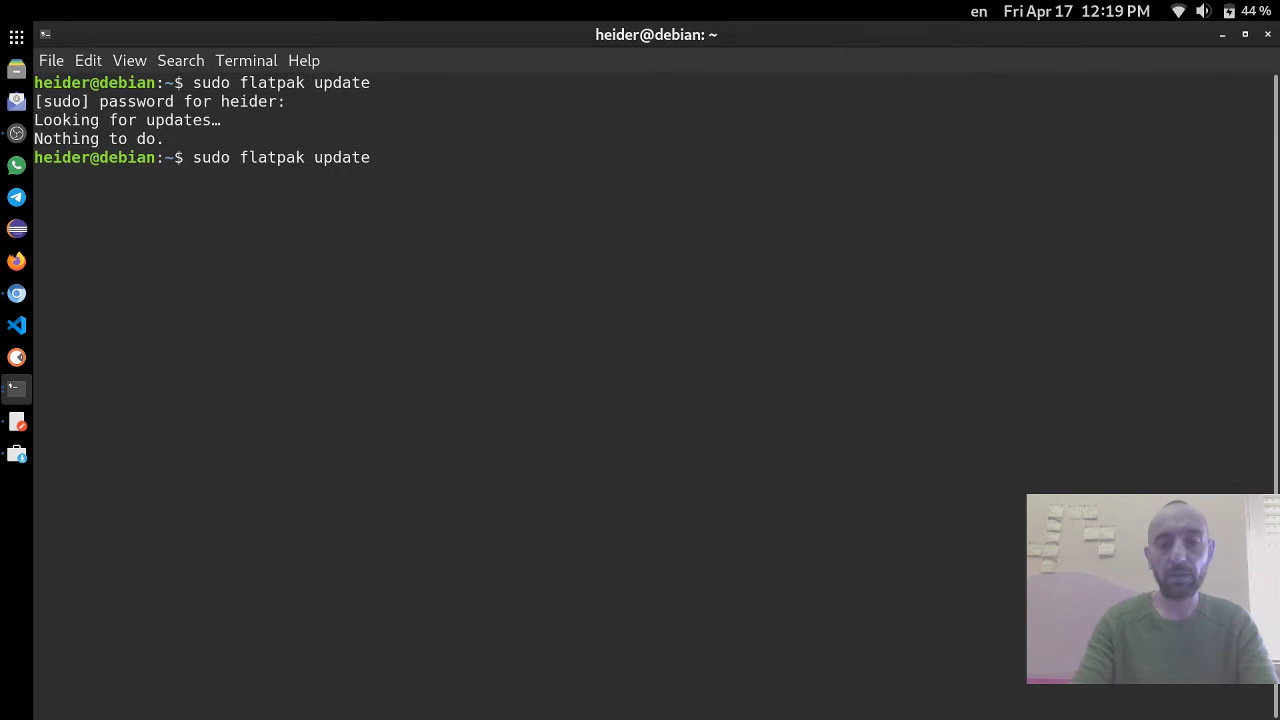 en Fri Apr 17 12:19 PM 44 %
heider@debian: ~
File Edit View Search Terminal Help
heider@debian:~$ sudo flatpak update
[sudo] password for heider:
Looking for updates…
Nothing to do.
heider@debian:~$ sudo flatpak update